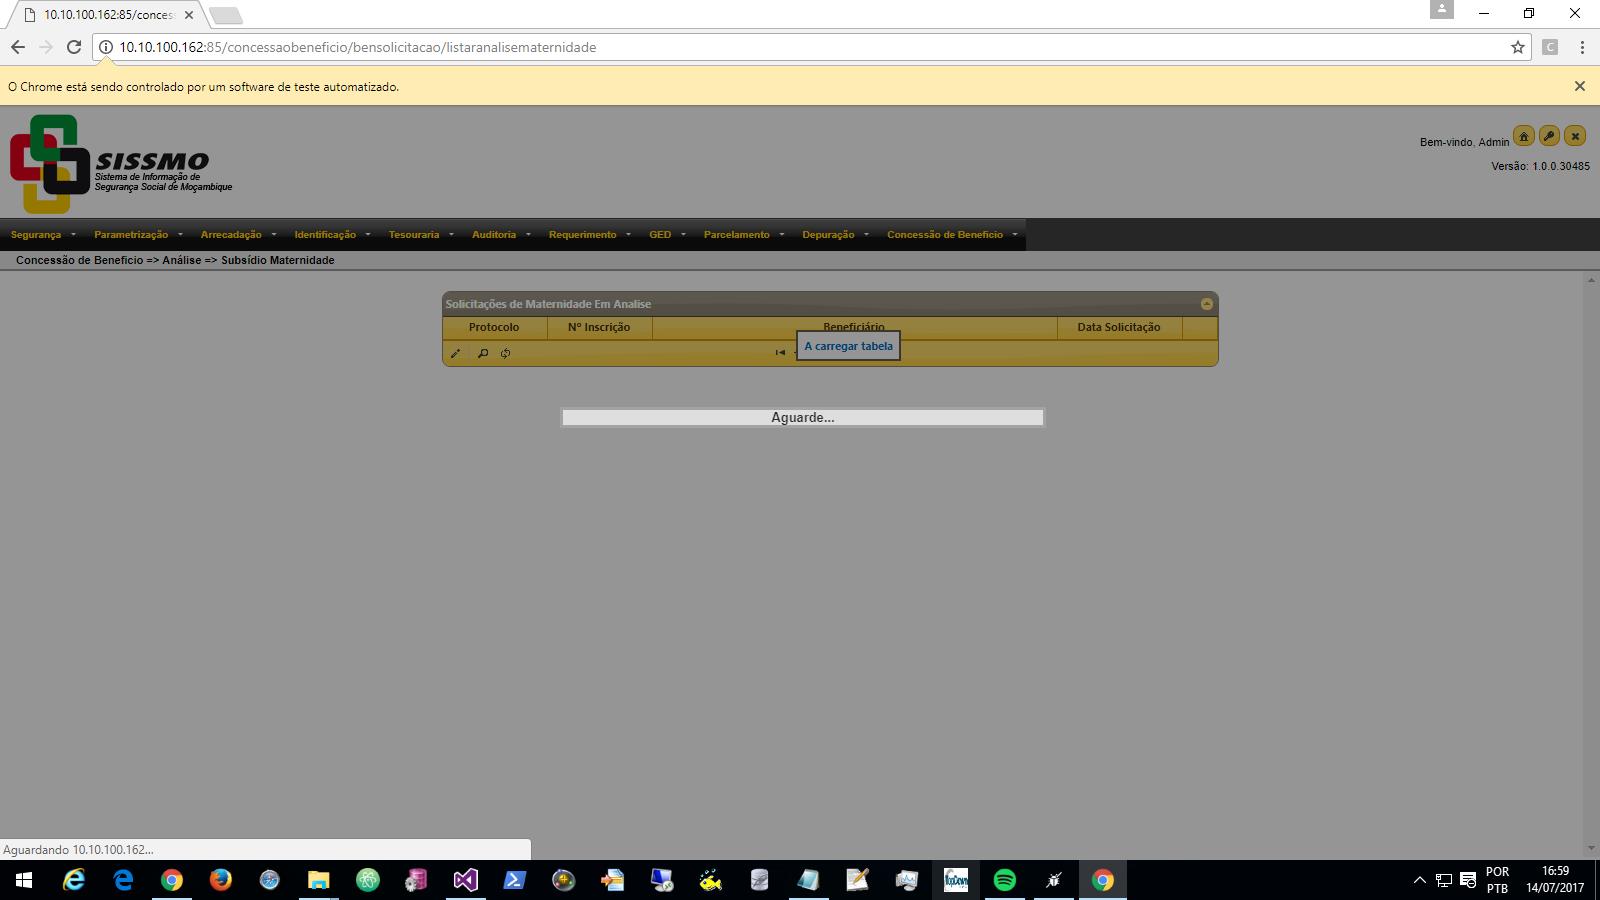 10.10.100.162:85/conces
10.10.100.162:85/concessaobeneficio/bensolicitacao/listaranalisematernidade
C
O Chrome está sendo controlado por um software de teste automatizado.
SISSMO
Sistema de Informação de
Segurança Social de Moçambique
Bem-vindo, Admin
Versão: 1.0.0.30485
Segurança Parametrização Arrecadação Identificação Tesouraria Auditoria Requerimento GED Parcelamento Depuração Concessão de Beneficio
Concessão de Beneficio => Análise => Subsídio Maternidade
Solicitações de Maternidade Em Analise
Protocolo Nº Inscrição Beneficiário Data Solicitação
A carregar tabela
Aguarde...
Aguardando 10.10.100.162...
POR
PTB
16:59
14/07/2017